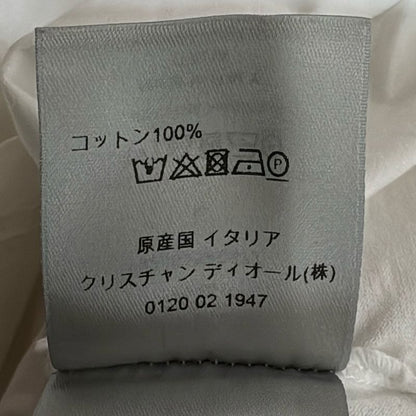 コットン100%
原産国 イタリア
クリスチャン ディオール(株)
0120 02 1947